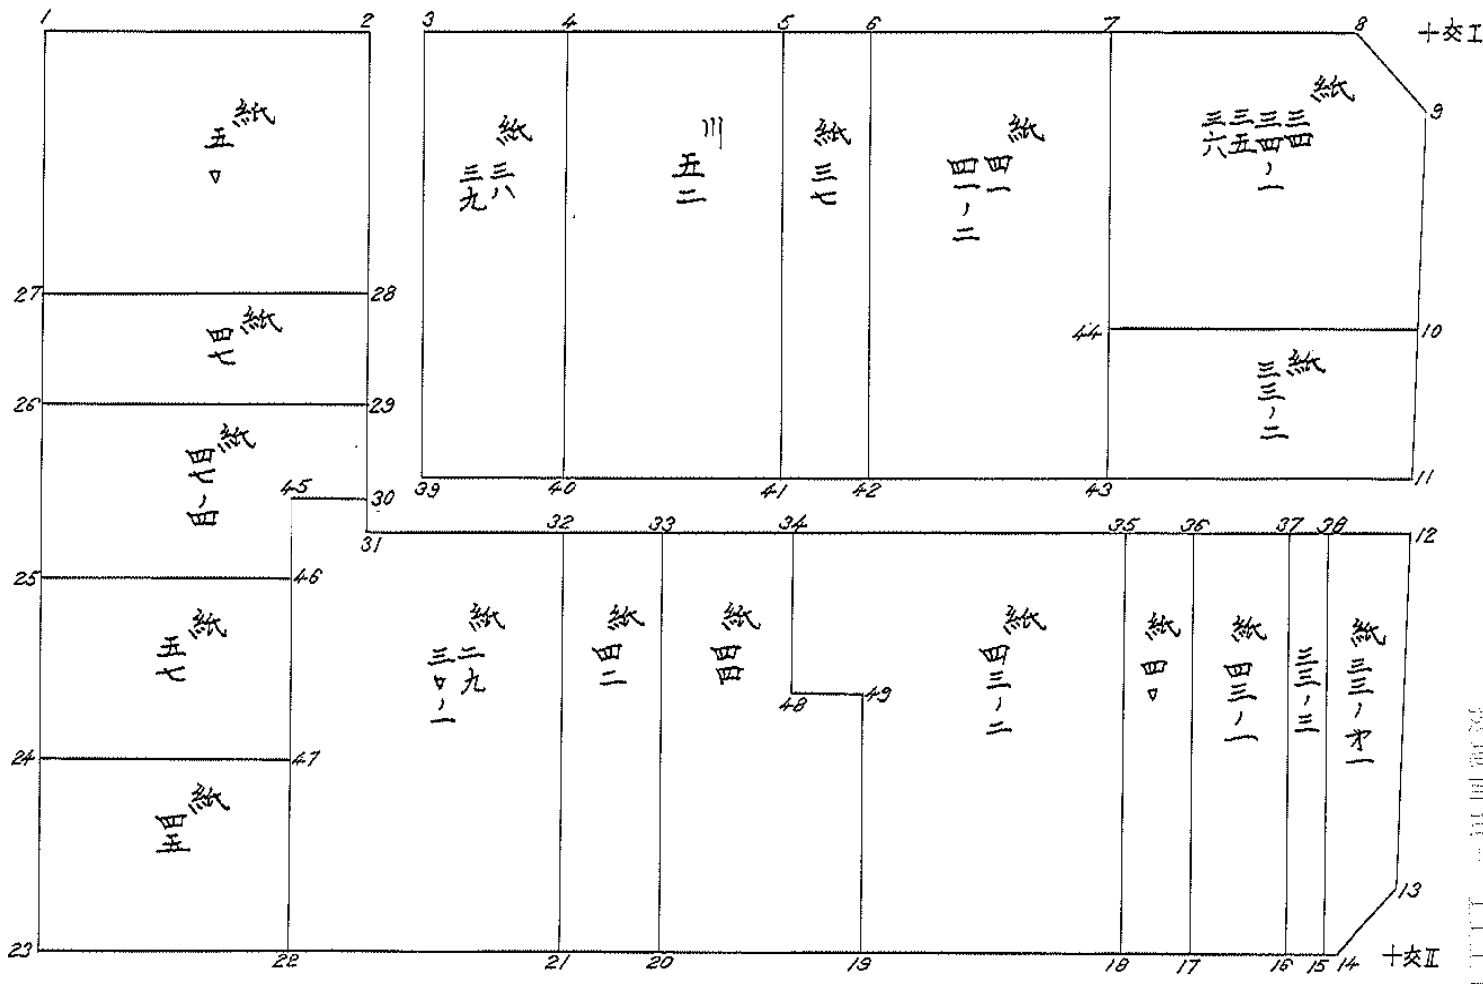 1 2 3 4 5 6 7 8 十交I
9
紙
五〇
紙
三八
三九
川
五二
紙
三七
紙
四一
四一ノ二
紙
三四
三四ノ一
三五
三六
27 28
44 10
紙
四七
紙
三三ノ二
26 29
紙
四七ノ四
45 30
39 40 41 42 43 11
31 32 33 34 35 36 37 38 12
25 46
紙
五七
紙
二九
三〇ノ一
紙
四二
紙
四四
紙
四三ノ二
紙
四〇
紙
四三ノ一
三三ノ三
紙
三三ノ才一
48 49
24 47
紙
四五
13
23 22 21 20 19 18 17 16 15 14 十交II